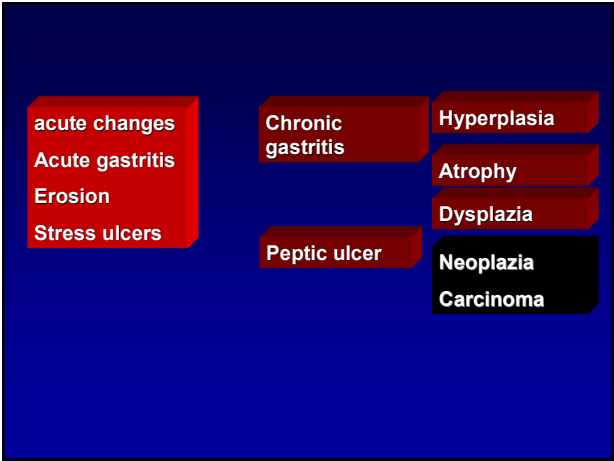 acute changes
Acute gastritis
Erosion
Stress ulcers
Chronic
gastritis
Peptic ulcer
Hyperplasia
Atrophy
Dysplazia
Neoplazia
Carcinoma